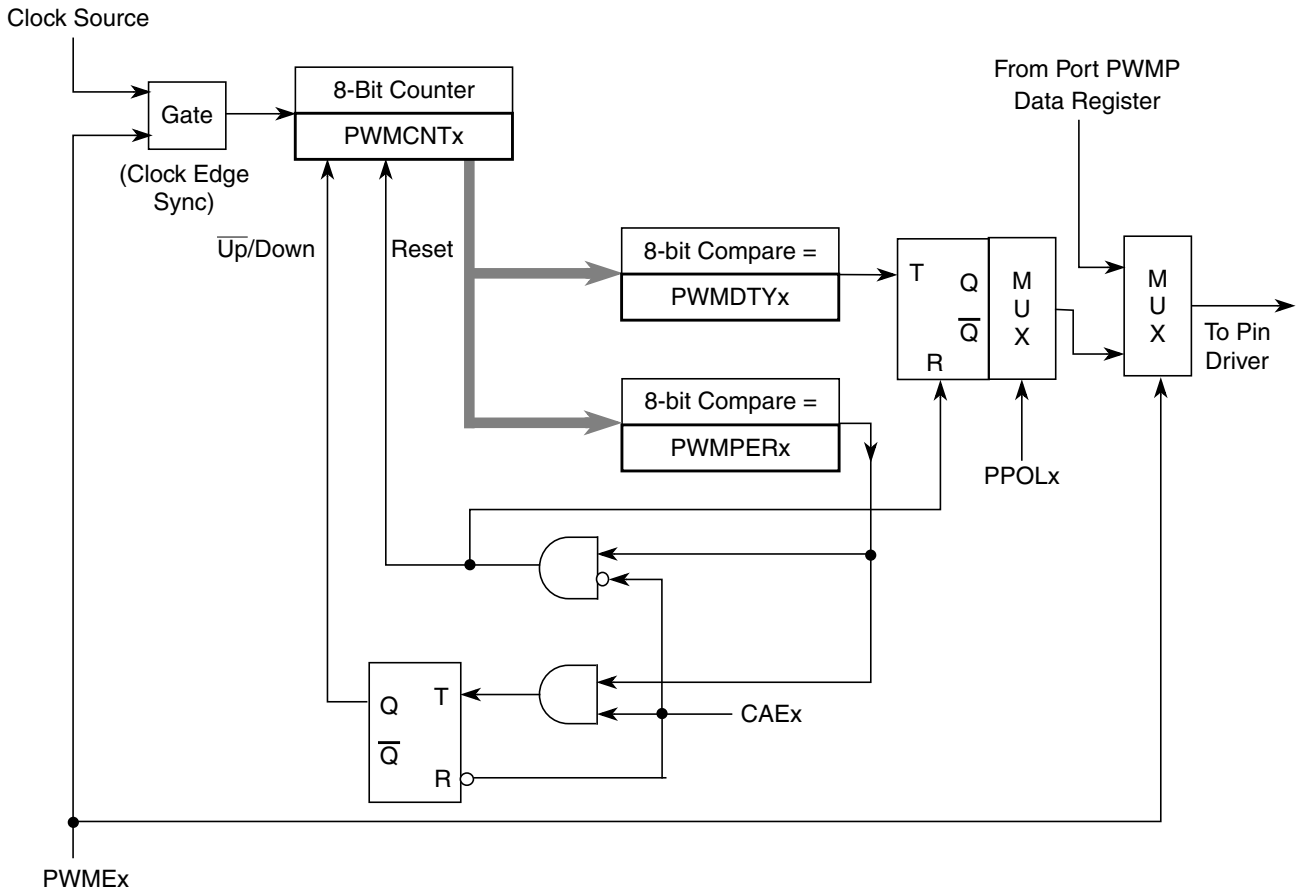 Clock Source
From Port PWMP
Data Register
8-Bit Counter
Gate
PWMCNTx
(Clock Edge
Sync)
U̅p̅/Down
Reset
8-bit Compare =
PWMDTYx
T
Q
Q̅
R
M
U
X
M
U
X
To Pin
Driver
8-bit Compare =
PWMPERx
PPOLx
Q
T
Q̅
R
CAEx
PWMEx